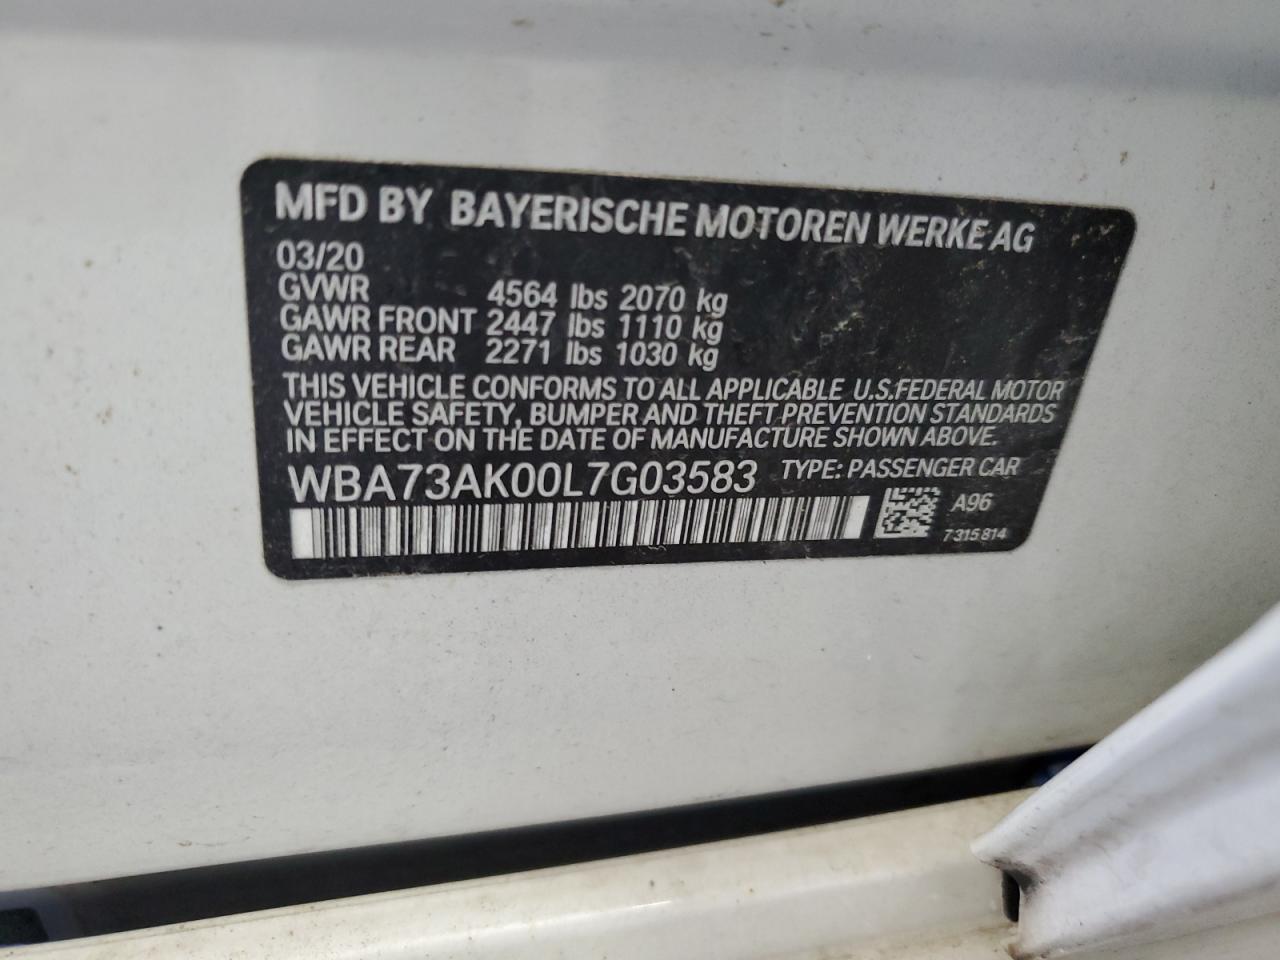 MFD BY BAYERISCHE MOTOREN WERKE AG
03/20
GVWR 4564 lbs 2070 kg
GAWR FRONT 2447 lbs 1110 kg
GAWR REAR 2271 lbs 1030 kg
THIS VEHICLE CONFORMS TO ALL APPLICABLE U.S.FEDERAL MOTOR
VEHICLE SAFETY, BUMPER AND THEFT PREVENTION STANDARDS
IN EFFECT ON THE DATE OF MANUFACTURE SHOWN ABOVE.
WBA73AK00L7G03583 TYPE: PASSENGER CAR
A96
7315814